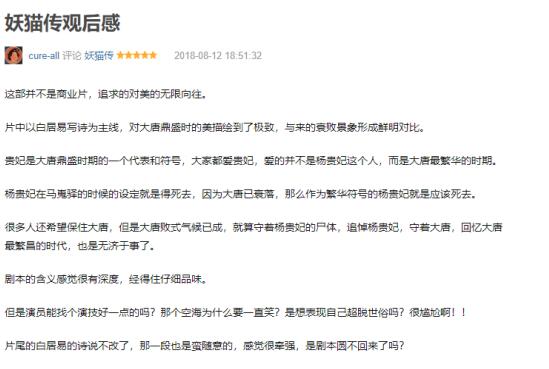 妖猫传观后感
cure-all 评论 妖猫传 2018-08-12 18:51:32
这部并不是商业片，追求的对美的无限向往。
片中以白居易写诗为主线，对大唐鼎盛时的美描绘到了极致，与来的衰败景象形成鲜明对比。
贵妃是大唐鼎盛时期的一个代表和符号，大家都爱贵妃，爱的并不是杨贵妃这个人，而是大唐最繁华的时期。
杨贵妃在马嵬驿的时候的设定就是得死去，因为大唐已衰落，那么作为繁华符号的杨贵妃就是应该死去。
很多人还希望保住大唐，但是大唐败式气候已成，就算守着杨贵妃的尸体，追悼杨贵妃，守着大唐，回忆大唐
最繁昌的时代，也是无济于事了。
剧本的含义感觉很有深度，经得住仔细品味。
但是演员能找个演技好一点的吗？那个空海为什么要一直笑？是想表现自己超脱世俗吗？很尴尬啊！！
片尾的白居易的诗说不改了，那一段也是蛮随意的，感觉很牵强，是剧本圆不回来了吗？